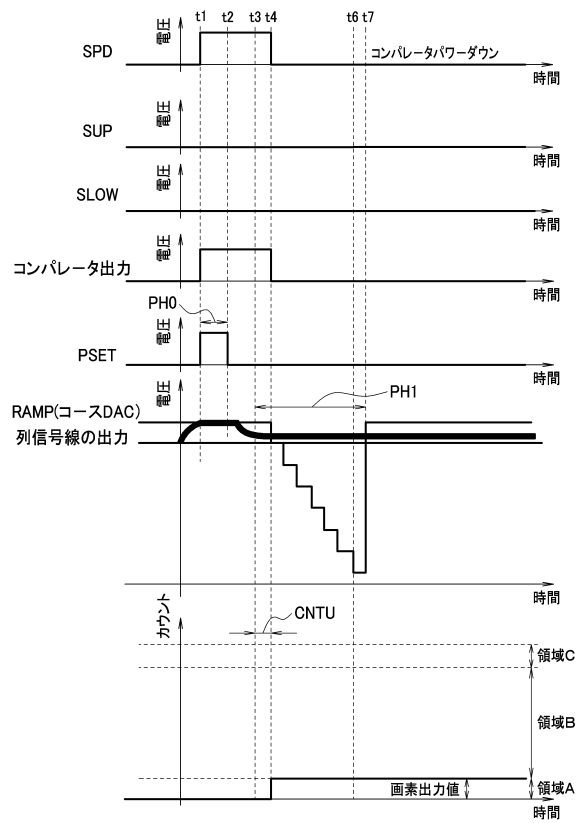 t1 t2 t3 t4 t6 t7
電圧
SPD
コンパレータパワーダウン
時間
電圧
SUP
時間
電圧
SLOW
時間
電圧
コンパレータ出力
時間
PH0
電圧
PSET
時間
電圧
PH1
RAMP(コースDAC)
列信号線の出力
時間
カウント
CNTU
領域C
領域B
画素出力値
領域A
時間